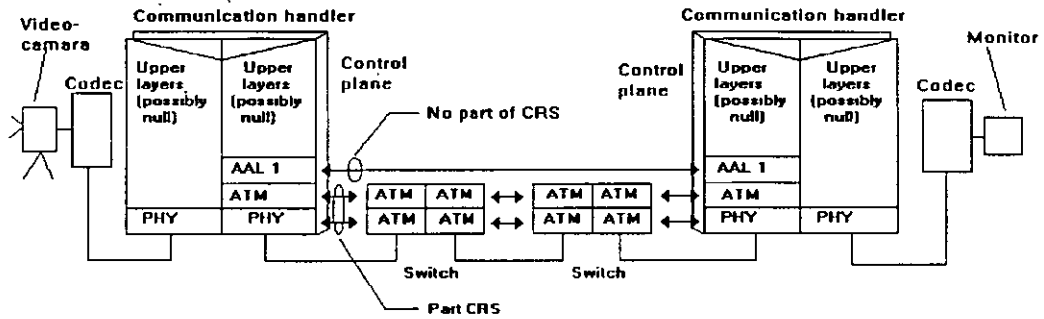 Communication handler
Communication handler
Video-
camara
Monitor
Codec
Upper
layers
(possibly
null)
Upper
layers
(possibly
null)
Control
plane
Control
plane
Upper
layers
(possibly
null)
Upper
layers
(possibly
null)
Codec
No part of CRS
AAL 1
AAL 1
ATM
ATM ATM
ATM ATM
ATM
PHY PHY
ATM ATM
ATM ATM
PHY PHY
Switch
Switch
Part CRS